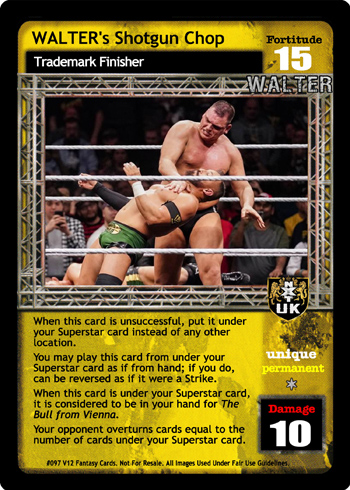 WALTER's Shotgun Chop
Fortitude
15
Trademark Finisher
WALTER
NXT
UK
When this card is unsuccessful, put it under
your Superstar card instead of any other
location.
You may play this card from under your
Superstar card as if from hand; if you do,
can be reversed as if it were a Strike.
When this card is under your Superstar card,
it is considered to be in your hand for The
Bull from Vienna.
Your opponent overturns cards equal to the
number of cards under your Superstar card.
unique
permanent
*
Damage
10
#097 V12 Fantasy Cards. Not For Resale. All Images Used Under Fair Use Guidelines.